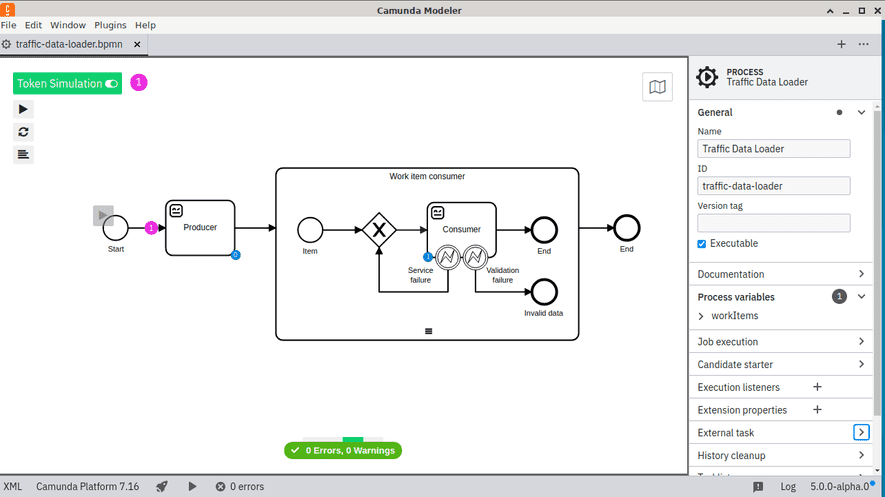 Camunda Modeler
File Edit Window Plugins Help
traffic-data-loader.bpmn
Token Simulation 1
Work item consumer
Producer
Consumer
1
Start
Item
End
End
Service failure
Validation failure
Invalid data
0 Errors, 0 Warnings
PROCESS
Traffic Data Loader
General
Name
Traffic Data Loader
ID
traffic-data-loader
Version tag
Executable
Documentation
Process variables 1
workItems
Job execution
Candidate starter
Execution listeners
Extension properties
External task
History cleanup
XML Camunda Platform 7.16 0 errors Log 5.0.0-alpha.0